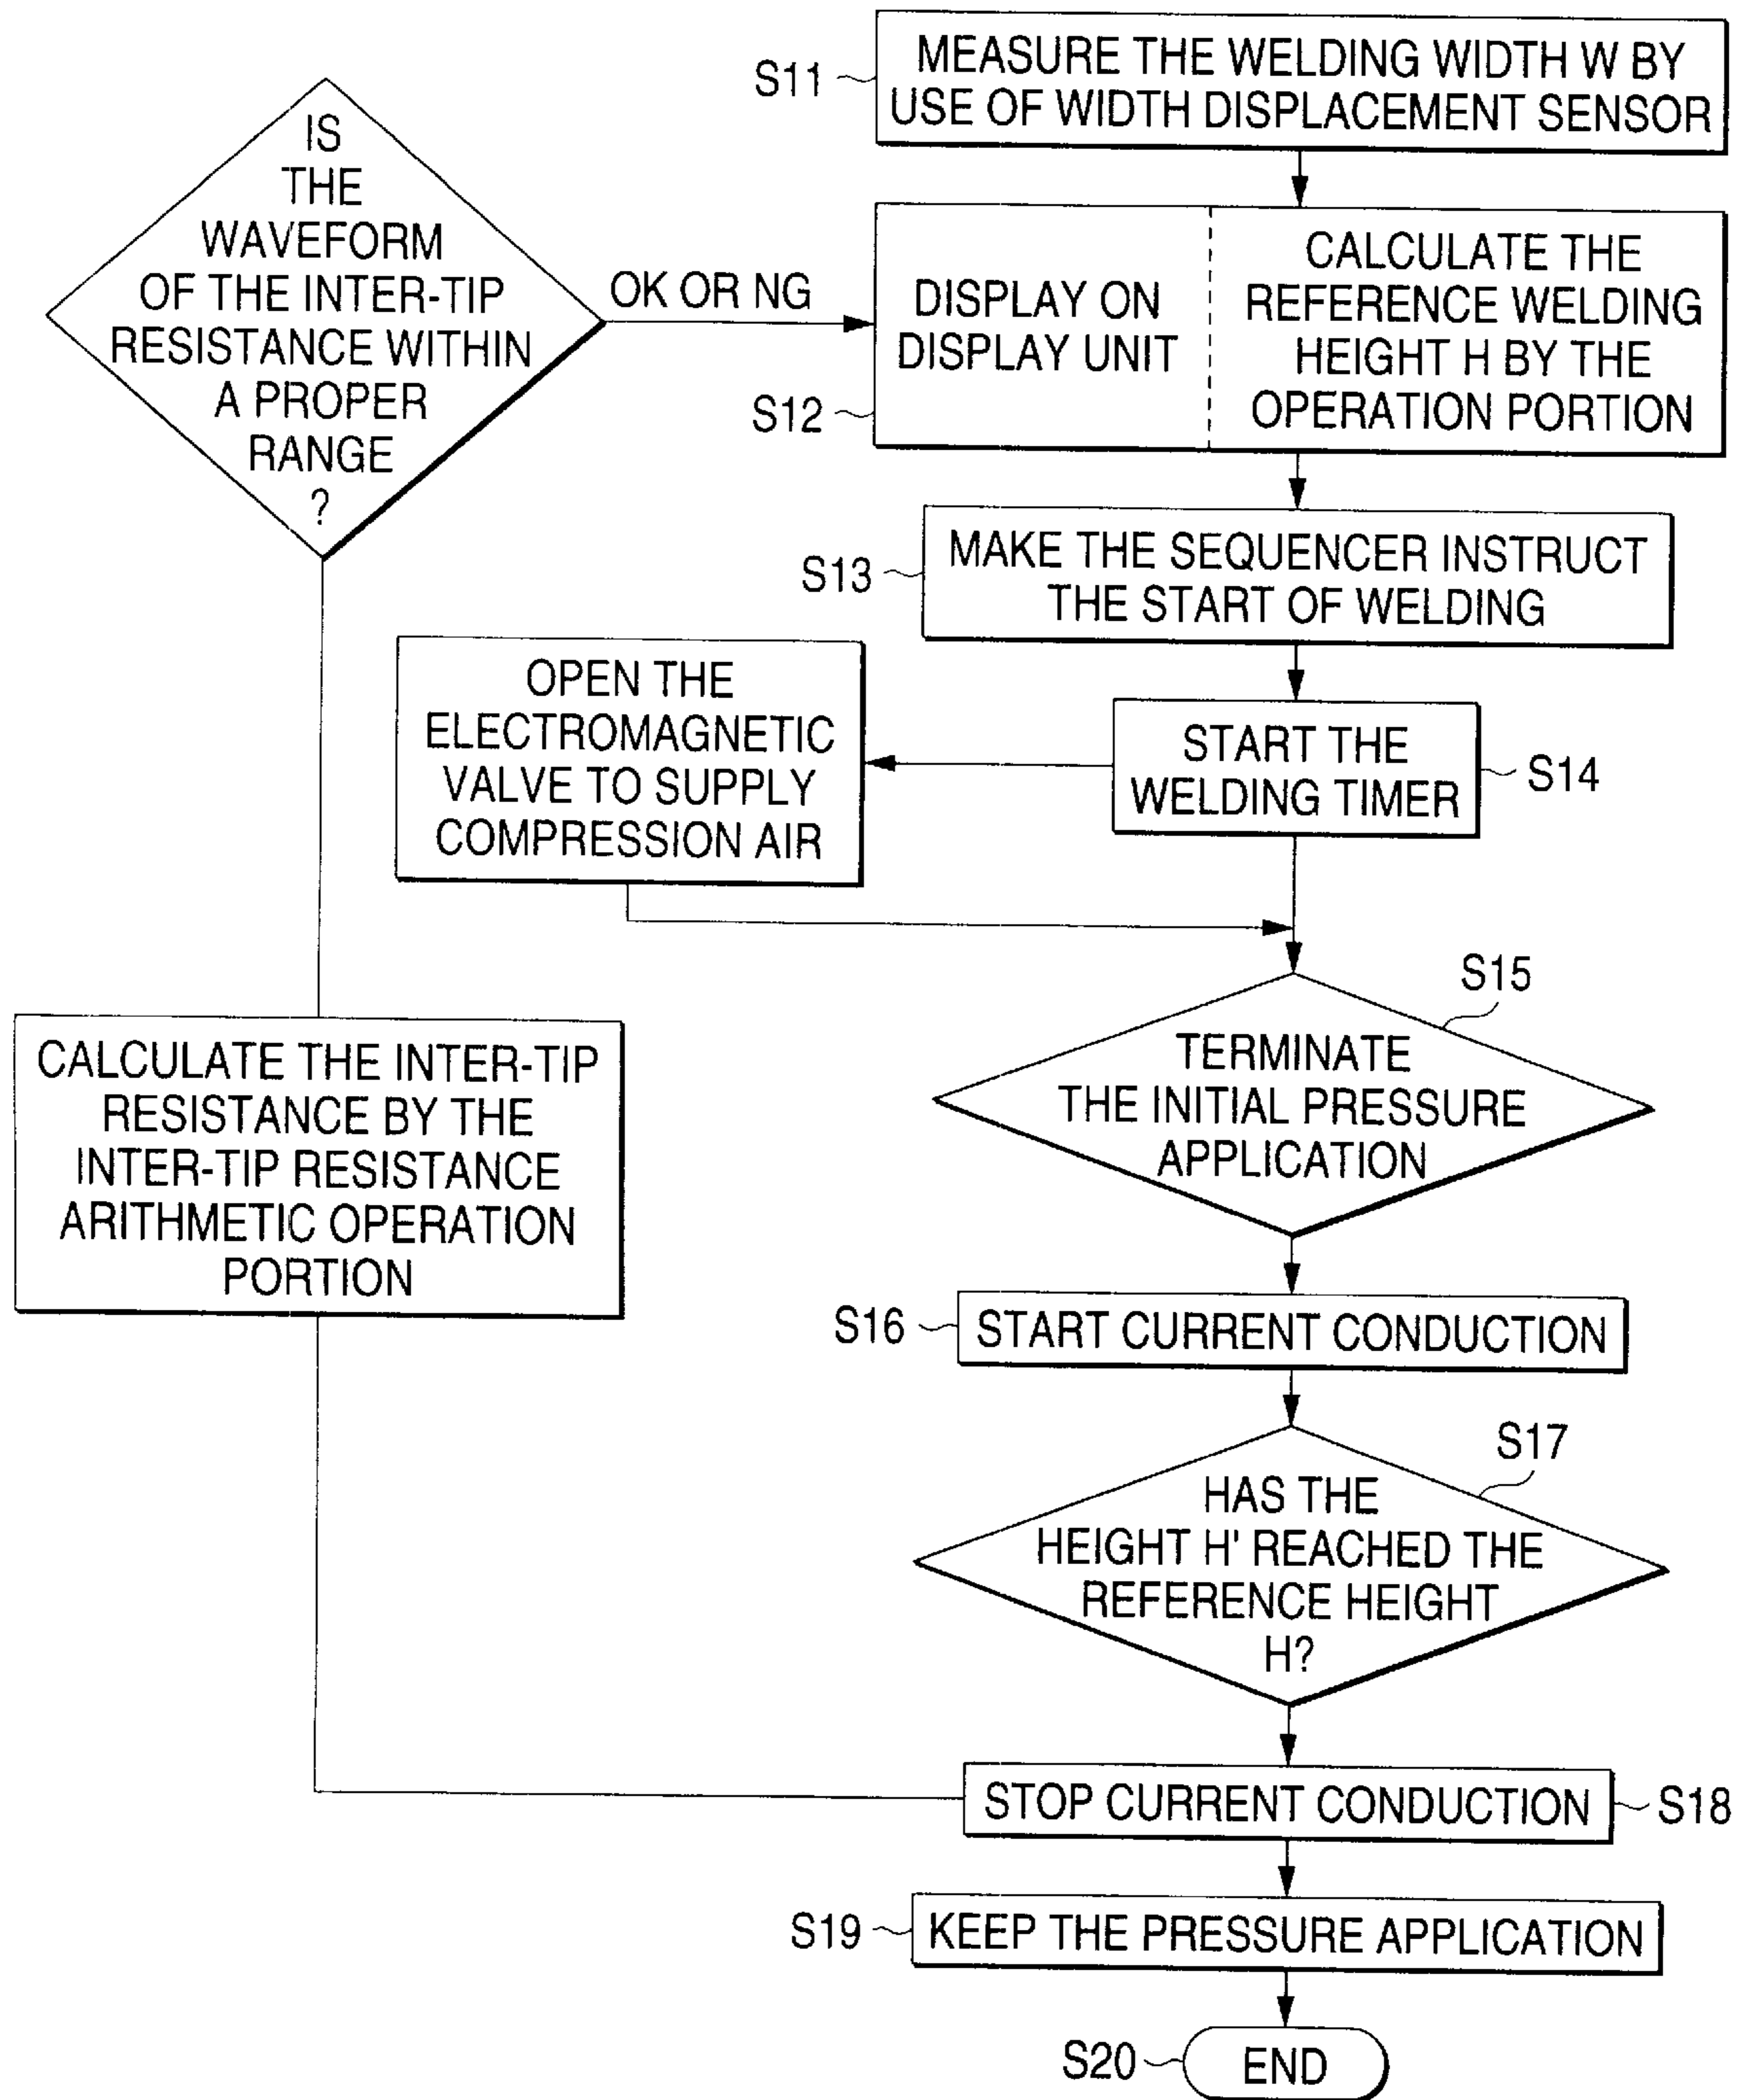 S11
MEASURE THE WELDING WIDTH W BY
USE OF WIDTH DISPLACEMENT SENSOR
IS
THE
WAVEFORM
OF THE INTER-TIP
RESISTANCE WITHIN
A PROPER
RANGE
?
OK OR NG
DISPLAY ON
DISPLAY UNIT
S12
CALCULATE THE
REFERENCE WELDING
HEIGHT H BY THE
OPERATION PORTION
S13
MAKE THE SEQUENCER INSTRUCT
THE START OF WELDING
OPEN THE
ELECTROMAGNETIC
VALVE TO SUPPLY
COMPRESSION AIR
START THE
WELDING TIMER
S14
S15
TERMINATE
THE INITIAL PRESSURE
APPLICATION
CALCULATE THE INTER-TIP
RESISTANCE BY THE
INTER-TIP RESISTANCE
ARITHMETIC OPERATION
PORTION
S16
START CURRENT CONDUCTION
S17
HAS THE
HEIGHT H' REACHED THE
REFERENCE HEIGHT
H?
STOP CURRENT CONDUCTION
S18
S19
KEEP THE PRESSURE APPLICATION
S20
END